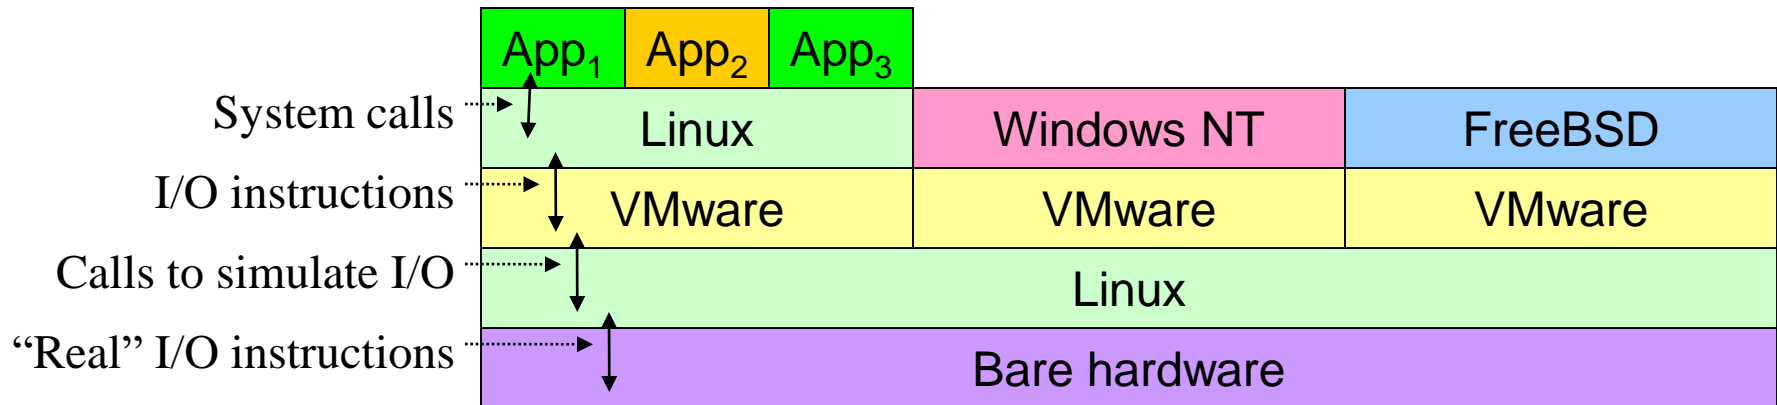 App₁ App₂ App₃
System calls
Linux Windows NT FreeBSD
I/O instructions
VMware VMware VMware
Calls to simulate I/O
Linux
“Real” I/O instructions
Bare hardware